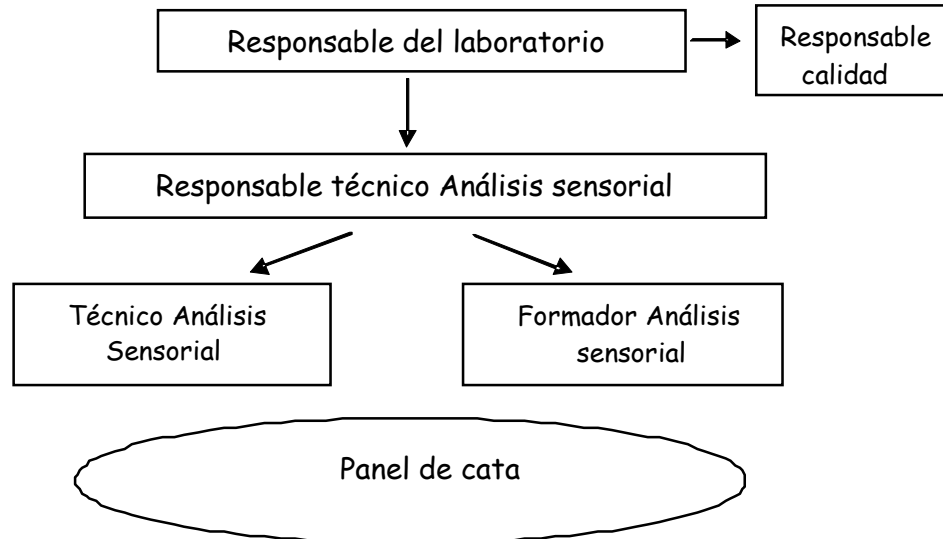 Responsable del laboratorio
Responsable
calidad
Responsable técnico Análisis sensorial
Técnico Análisis
Sensorial
Formador Análisis
sensorial
Panel de cata